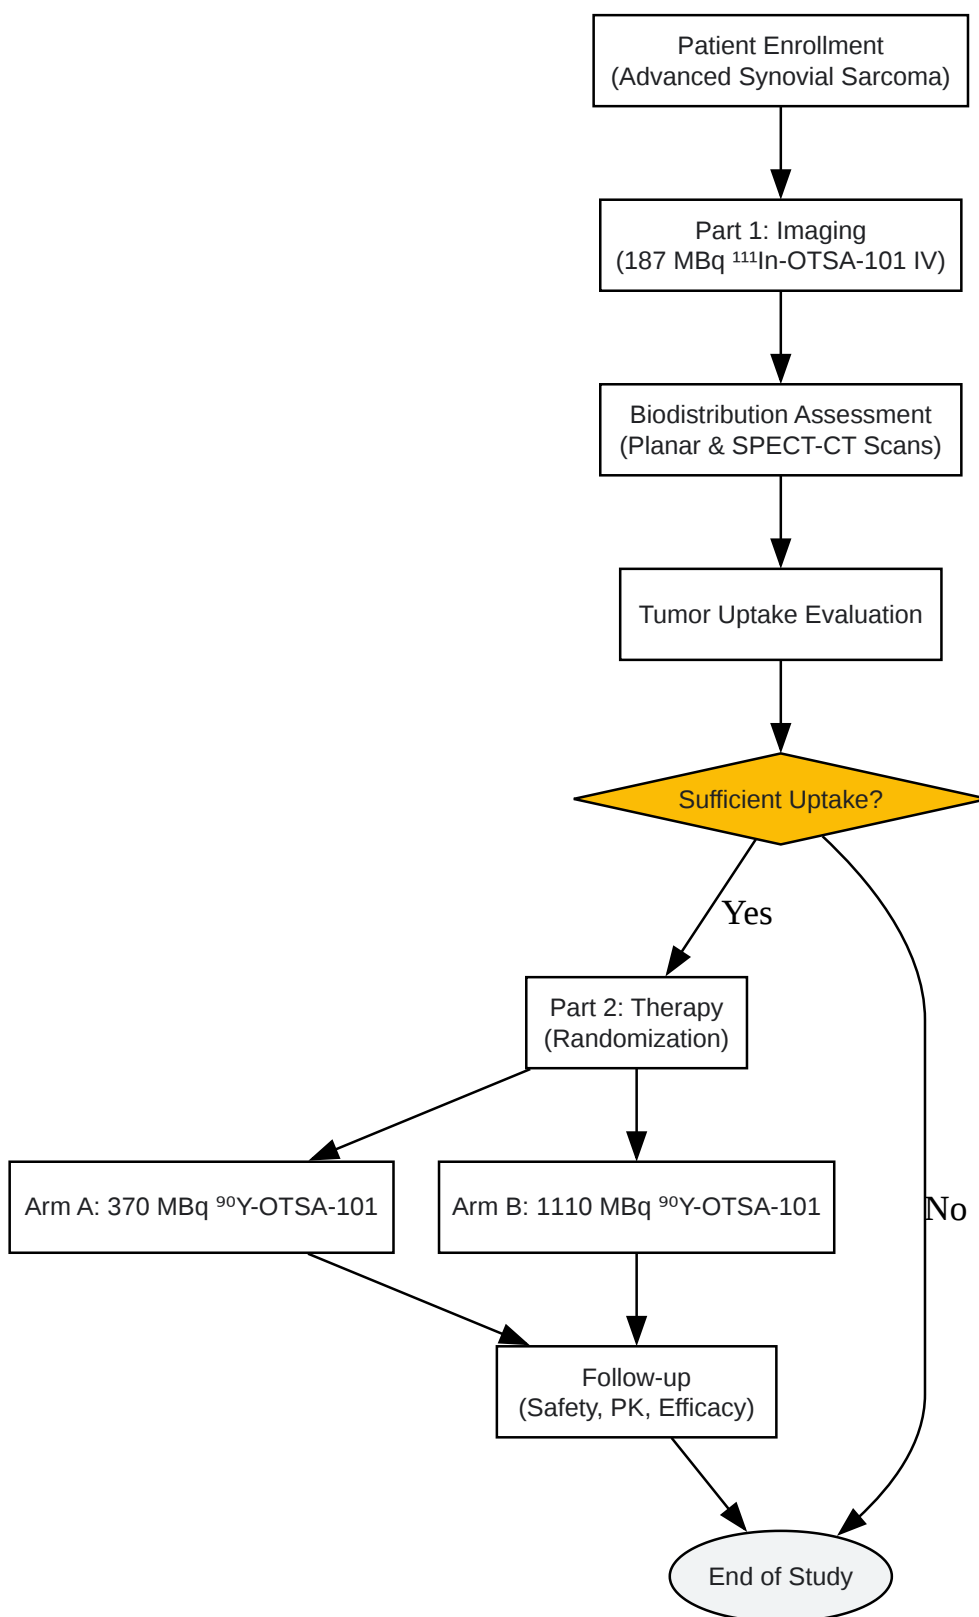 Patient Enrollment
(Advanced Synovial Sarcoma)
Part 1: Imaging
(187 MBq ¹¹¹In-OTSA-101 IV)
Biodistribution Assessment
(Planar & SPECT-CT Scans)
Tumor Uptake Evaluation
Sufficient Uptake?
Yes
Part 2: Therapy
(Randomization)
Arm A: 370 MBq ⁹⁰Y-OTSA-101
Arm B: 1110 MBq ⁹⁰Y-OTSA-101
No
Follow-up
(Safety, PK, Efficacy)
End of Study